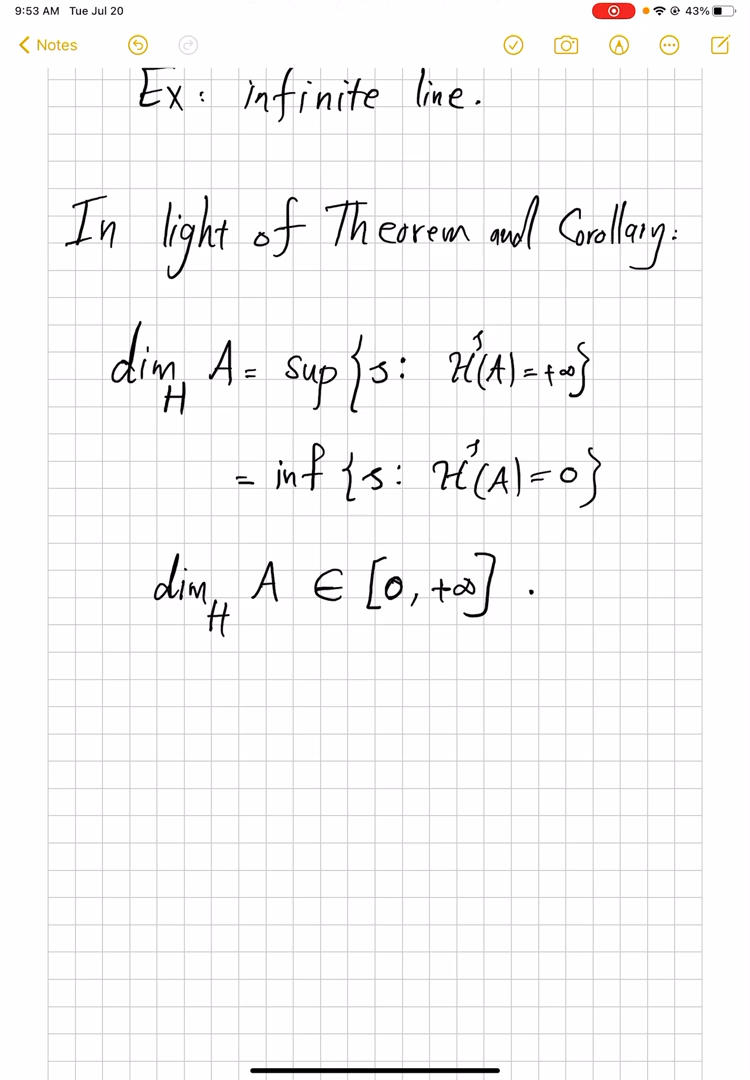 9:53 AM Tue Jul 20
43%
Notes
Ex: infinite line.
In light of Theorem and Corollary:
dim_H A = sup {s: ℋ^s(A) = +∞}
= inf {s: ℋ^s(A) = 0}
dim_H A ∈ [0, +∞] .